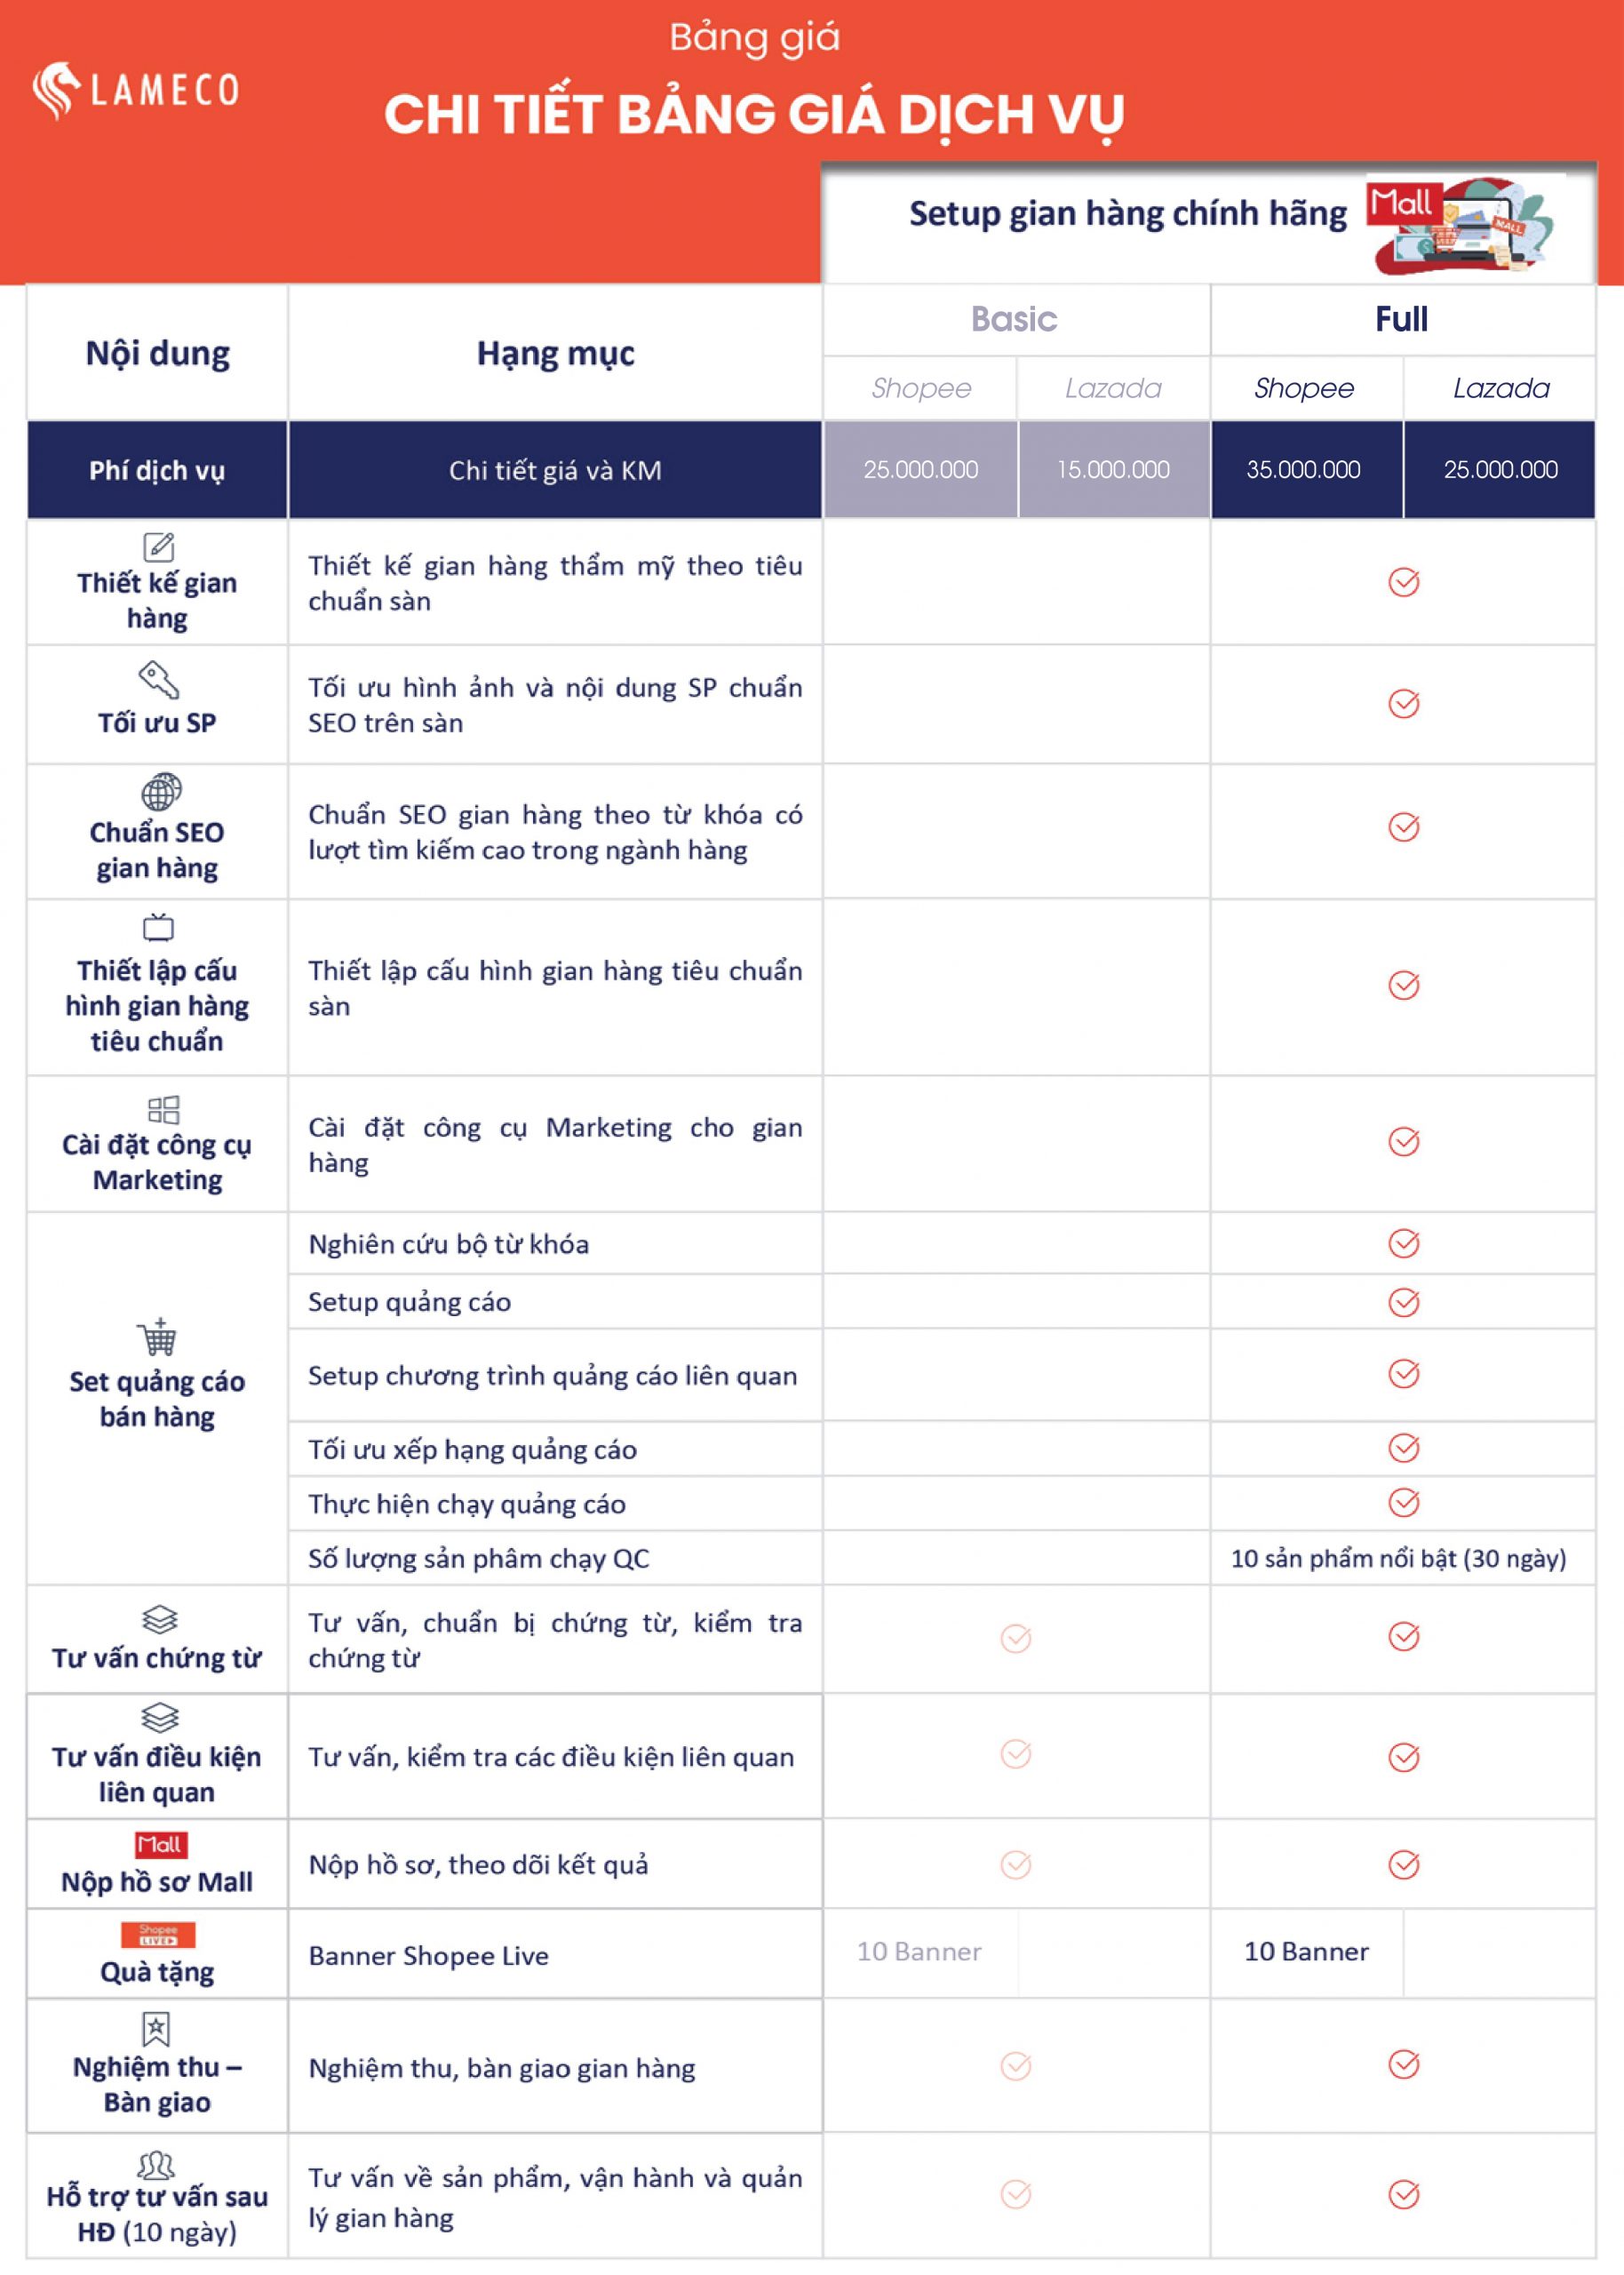 Bảng giá
LAMECO
CHI TIẾT BẢNG GIÁ DỊCH VỤ
Setup gian hàng chính hãng
Mall
MALL
Nội dung
Hạng mục
Basic
Full
Shopee
Lazada
Shopee
Lazada
Phí dịch vụ
Chi tiết giá và KM
25.000.000
15.000.000
35.000.000
25.000.000
Thiết kế gian
hàng
Thiết kế gian hàng thẩm mỹ theo tiêu
chuẩn sàn
Tối ưu SP
Tối ưu hình ảnh và nội dung SP chuẩn
SEO trên sàn
Chuẩn SEO
gian hàng
Chuẩn SEO gian hàng theo từ khóa có
lượt tìm kiếm cao trong ngành hàng
Thiết lập cấu
hình gian hàng
tiêu chuẩn
Thiết lập cấu hình gian hàng tiêu chuẩn
sàn
Cài đặt công cụ
Marketing
Cài đặt công cụ Marketing cho gian
hàng
Set quảng cáo
bán hàng
Nghiên cứu bộ từ khóa
Setup quảng cáo
Setup chương trình quảng cáo liên quan
Tối ưu xếp hạng quảng cáo
Thực hiện chạy quảng cáo
Số lượng sản phâm chạy QC
10 sản phẩm nổi bật (30 ngày)
Tư vấn chứng từ
Tư vấn, chuẩn bị chứng từ, kiểm tra
chứng từ
Tư vấn điều kiện
liên quan
Tư vấn, kiểm tra các điều kiện liên quan
Mall
Nộp hồ sơ Mall
Nộp hồ sơ, theo dõi kết quả
Shopee
LIVE
Quà tặng
Banner Shopee Live
10 Banner
10 Banner
Nghiệm thu –
Bàn giao
Nghiệm thu, bàn giao gian hàng
Hỗ trợ tư vấn sau
HĐ (10 ngày)
Tư vấn về sản phẩm, vận hành và quản
lý gian hàng